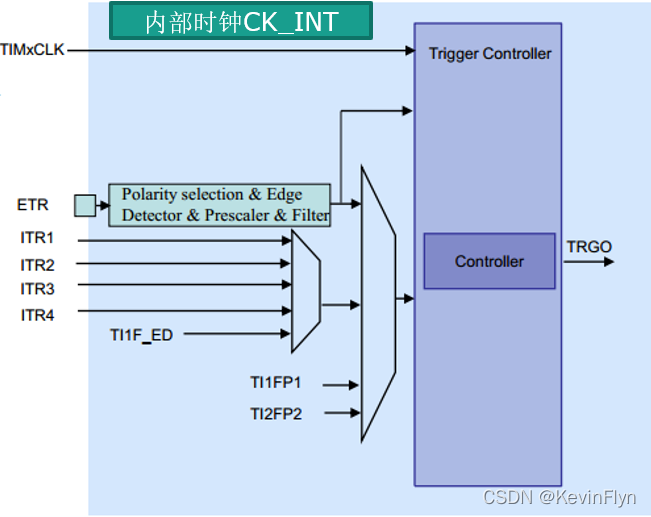 内部时钟CK_INT
TIMxCLK
Trigger Controller
ETR
Polarity selection & Edge
Detector & Prescaler & Filter
ITR1
ITR2
ITR3
ITR4
TI1F_ED
Controller
TRGO
TI1FP1
TI2FP2
CSDN @KevinFlyn